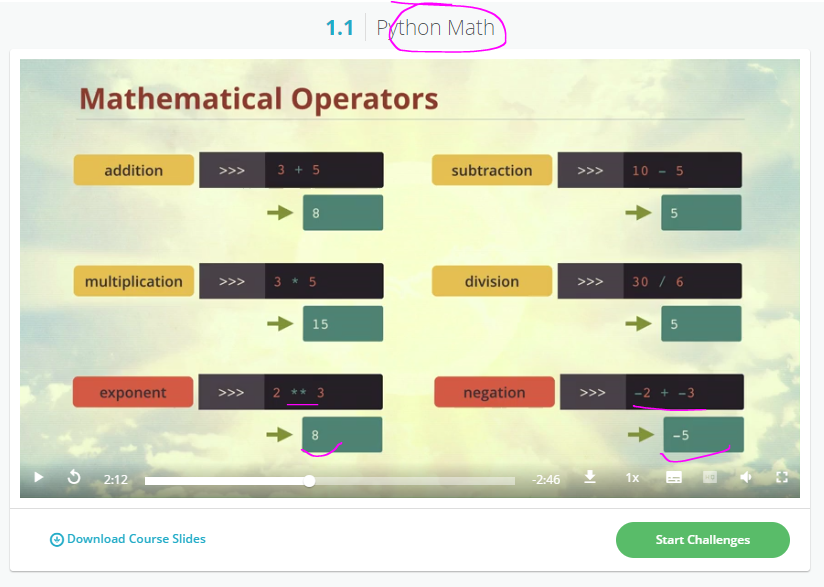 1.1 Python Math
Mathematical Operators
addition >>> 3 + 5
8
subtraction >>> 10 - 5
5
multiplication >>> 3 * 5
15
division >>> 30 / 6
5
exponent >>> 2 ** 3
8
negation >>> -2 + -3
-5
2:12 -2:46 1x
Download Course Slides
Start Challenges